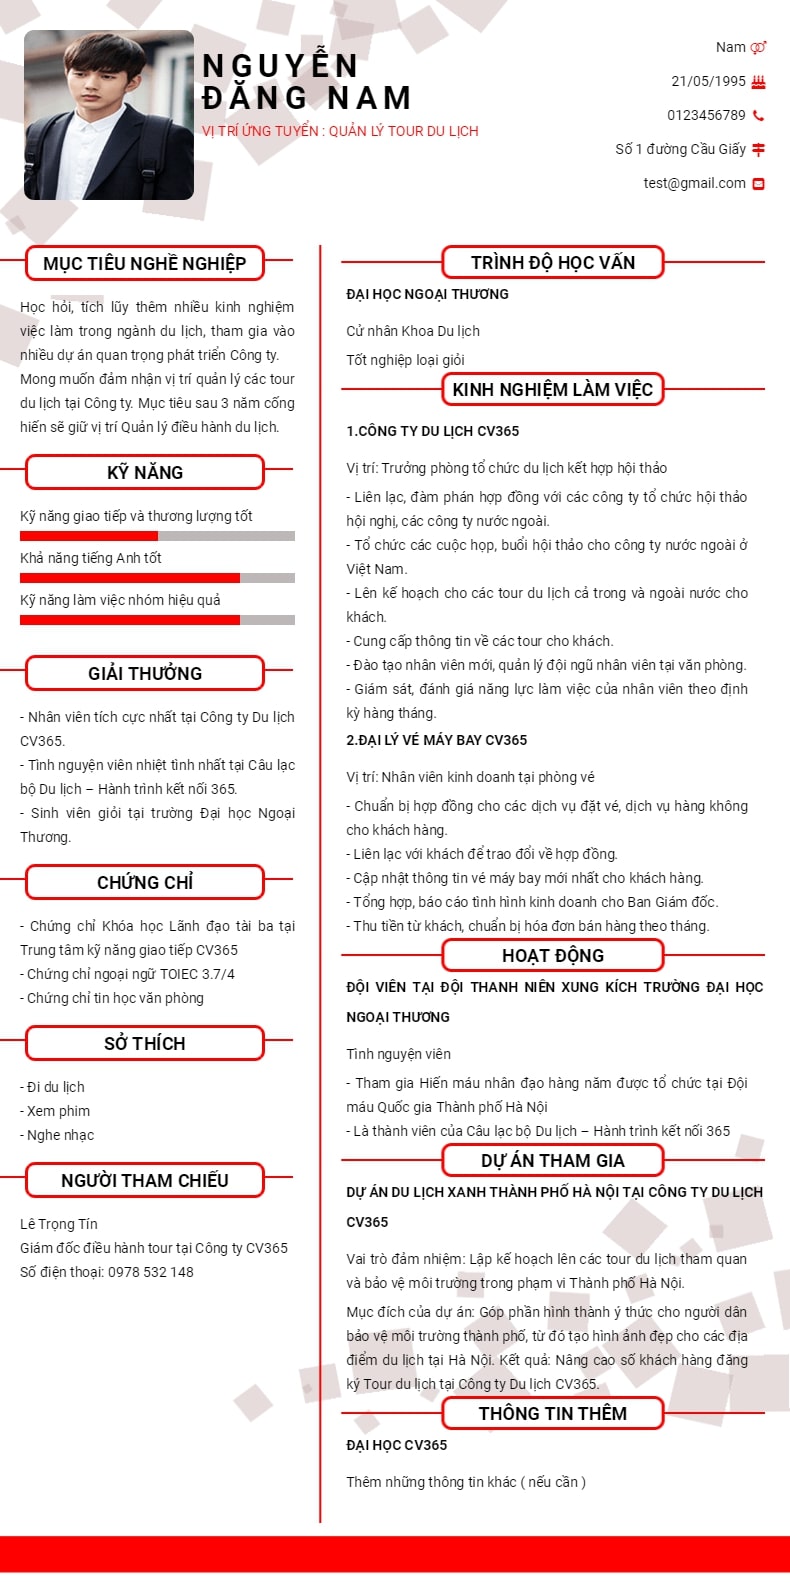 NGUYỄN
ĐĂNG NAM
VỊ TRÍ ỨNG TUYỂN : QUẢN LÝ TOUR DU LỊCH
Nam
21/05/1995
0123456789
Số 1 đường Cầu Giấy
test@gmail.com
MỤC TIÊU NGHỀ NGHIỆP
Học hỏi, tích lũy thêm nhiều kinh nghiệm
việc làm trong ngành du lịch, tham gia vào
nhiều dự án quan trọng phát triển Công ty.
Mong muốn đảm nhận vị trí quản lý các tour
du lịch tại Công ty. Mục tiêu sau 3 năm cống
hiến sẽ giữ vị trí Quản lý điều hành du lịch.
KỸ NĂNG
Kỹ năng giao tiếp và thương lượng tốt
Khả năng tiếng Anh tốt
Kỹ năng làm việc nhóm hiệu quả
GIẢI THƯỞNG
- Nhân viên tích cực nhất tại Công ty Du lịch
CV365.
- Tình nguyện viên nhiệt tình nhất tại Câu lạc
bộ Du lịch – Hành trình kết nối 365.
- Sinh viên giỏi tại trường Đại học Ngoại
Thương.
CHỨNG CHỈ
- Chứng chỉ Khóa học Lãnh đạo tài ba tại
Trung tâm kỹ năng giao tiếp CV365
- Chứng chỉ ngoại ngữ TOIEC 3.7/4
- Chứng chỉ tin học văn phòng
SỞ THÍCH
- Đi du lịch
- Xem phim
- Nghe nhạc
NGƯỜI THAM CHIẾU
Lê Trọng Tín
Giám đốc điều hành tour tại Công ty CV365
Số điện thoại: 0978 532 148
TRÌNH ĐỘ HỌC VẤN
ĐẠI HỌC NGOẠI THƯƠNG
Cử nhân Khoa Du lịch
Tốt nghiệp loại giỏi
KINH NGHIỆM LÀM VIỆC
1.CÔNG TY DU LỊCH CV365
Vị trí: Trưởng phòng tổ chức du lịch kết hợp hội thảo
- Liên lạc, đàm phán hợp đồng với các công ty tổ chức hội thảo
hội nghị, các công ty nước ngoài.
- Tổ chức các cuộc họp, buổi hội thảo cho công ty nước ngoài ở
Việt Nam.
- Lên kế hoạch cho các tour du lịch cả trong và ngoài nước cho
khách.
- Cung cấp thông tin về các tour cho khách.
- Đào tạo nhân viên mới, quản lý đội ngũ nhân viên tại văn phòng.
- Giám sát, đánh giá năng lực làm việc của nhân viên theo định
kỳ hàng tháng.
2.ĐẠI LÝ VÉ MÁY BAY CV365
Vị trí: Nhân viên kinh doanh tại phòng vé
- Chuẩn bị hợp đồng cho các dịch vụ đặt vé, dịch vụ hàng không
cho khách hàng.
- Liên lạc với khách để trao đổi về hợp đồng.
- Cập nhật thông tin vé máy bay mới nhất cho khách hàng.
- Tổng hợp, báo cáo tình hình kinh doanh cho Ban Giám đốc.
- Thu tiền từ khách, chuẩn bị hóa đơn bán hàng theo tháng.
HOẠT ĐỘNG
ĐỘI VIÊN TẠI ĐỘI THANH NIÊN XUNG KÍCH TRƯỜNG ĐẠI HỌC
NGOẠI THƯƠNG
Tình nguyện viên
- Tham gia Hiến máu nhân đạo hàng năm được tổ chức tại Đội
máu Quốc gia Thành phố Hà Nội
- Là thành viên của Câu lạc bộ Du lịch – Hành trình kết nối 365
DỰ ÁN THAM GIA
DỰ ÁN DU LỊCH XANH THÀNH PHỐ HÀ NỘI TẠI CÔNG TY DU LỊCH
CV365
Vai trò đảm nhiệm: Lập kế hoạch lên các tour du lịch tham quan
và bảo vệ môi trường trong phạm vi Thành phố Hà Nội.
Mục đích của dự án: Góp phần hình thành ý thức cho người dân
bảo vệ môi trường thành phố, từ đó tạo hình ảnh đẹp cho các địa
điểm du lịch tại Hà Nội. Kết quả: Nâng cao số khách hàng đăng
ký Tour du lịch tại Công ty Du lịch CV365.
THÔNG TIN THÊM
ĐẠI HỌC CV365
Thêm những thông tin khác ( nếu cần )